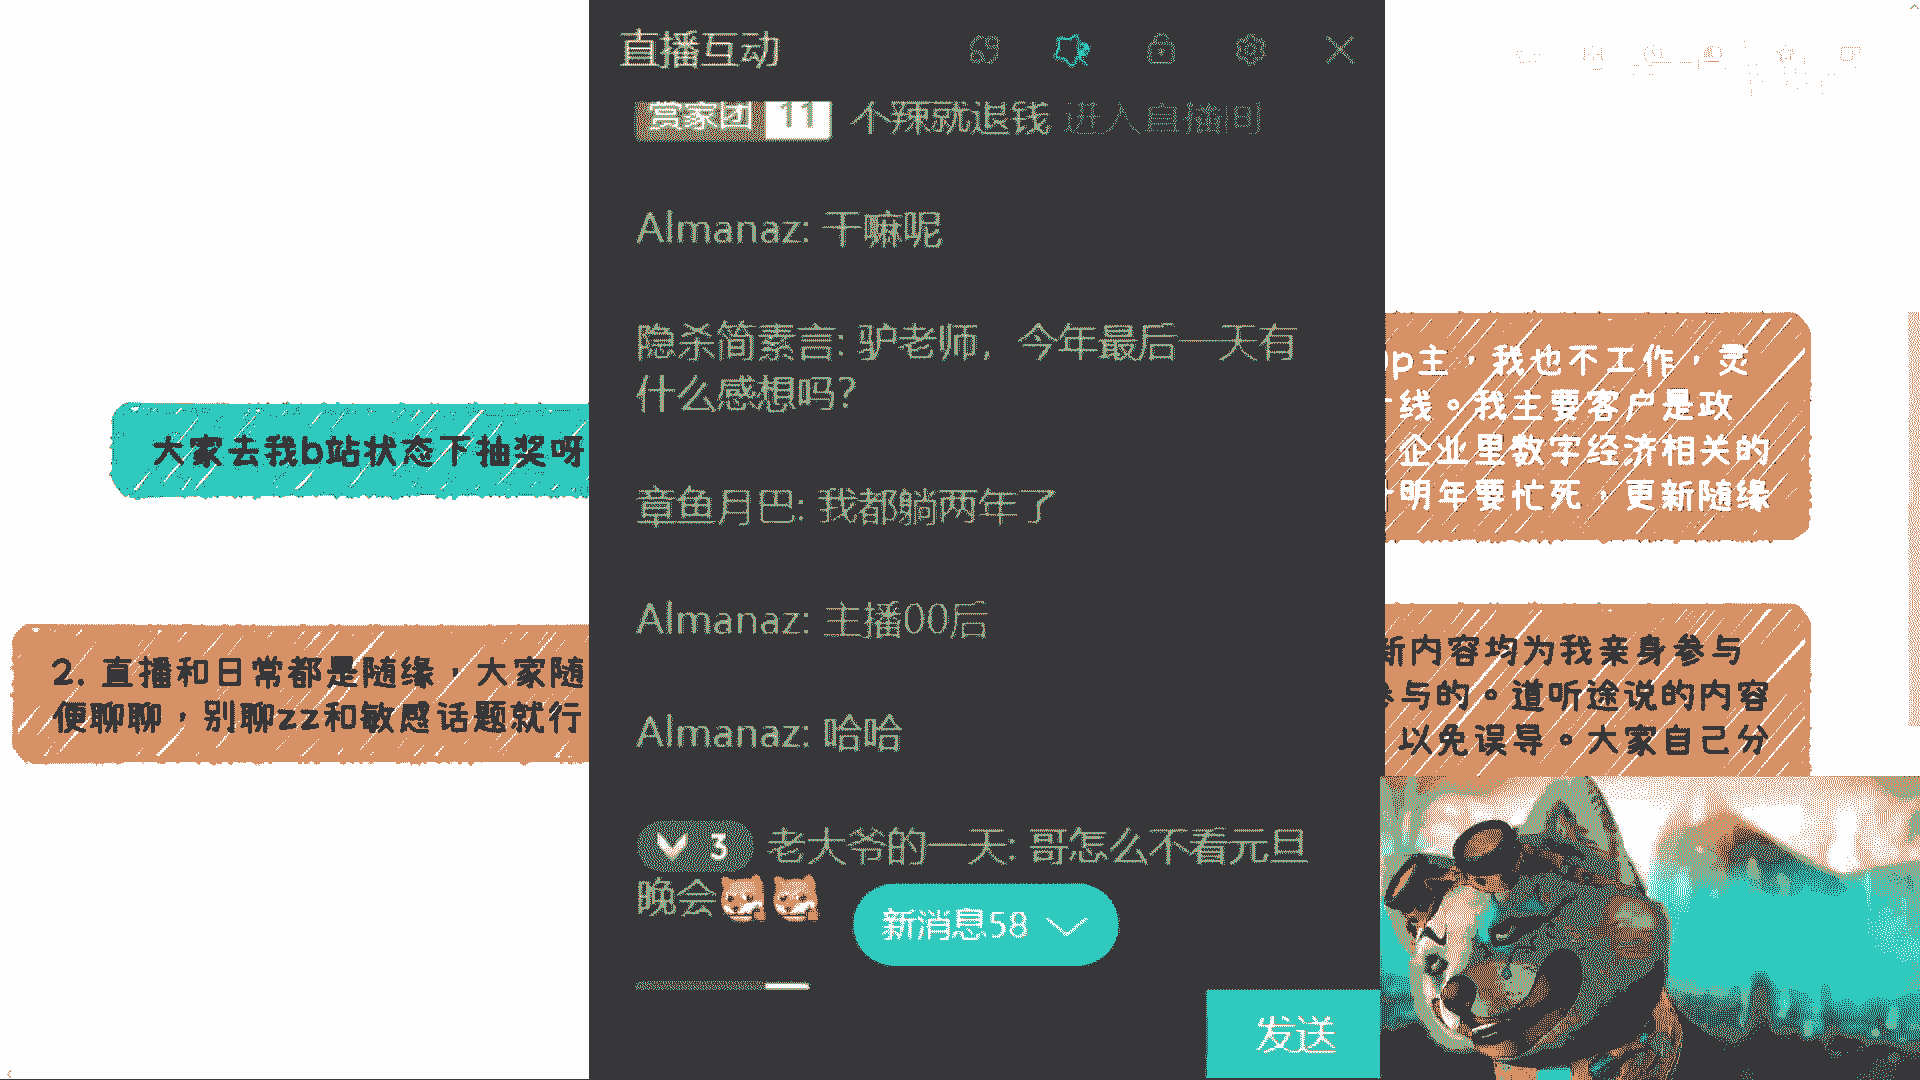 直播互动
赏家团 11 不辣就退钱 进入直播间
Almanaz: 干嘛呢
隐杀简素言: 驴老师，今年最后一天有
什么感想吗？
章鱼月巴: 我都躺两年了
Almanaz: 主播00后
Almanaz: 哈哈
3 老大爷的一天: 哥怎么不看元旦
晚会
新消息58
发送
大家去我b站状态下抽奖呀
2. 直播和日常都是随缘，大家随
便聊聊，别聊zz和敏感话题就行
p主，我也不工作，灵
线。我主要客户是政
企业里数字经济相关的
明年要忙死，更新随缘
新内容均为我亲身参与
参与的。道听途说的内容
以免误导。大家自己分